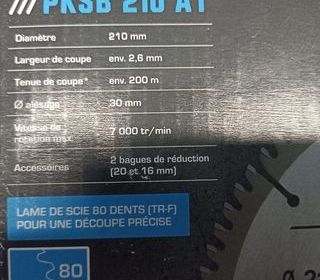 /// PKSB 210 A1
Diamètre 210 mm
Largeur de coupe env. 2,6 mm
Tenue de coupe* env. 200 m
Ø alésage 30 mm
Vitesse de
rotation max. 7 000 tr/min
Accessoires 2 bagues de réduction
(20 et 16 mm)
LAME DE SCIE 80 DENTS (TR-F)
POUR UNE DÉCOUPE PRÉCISE
80